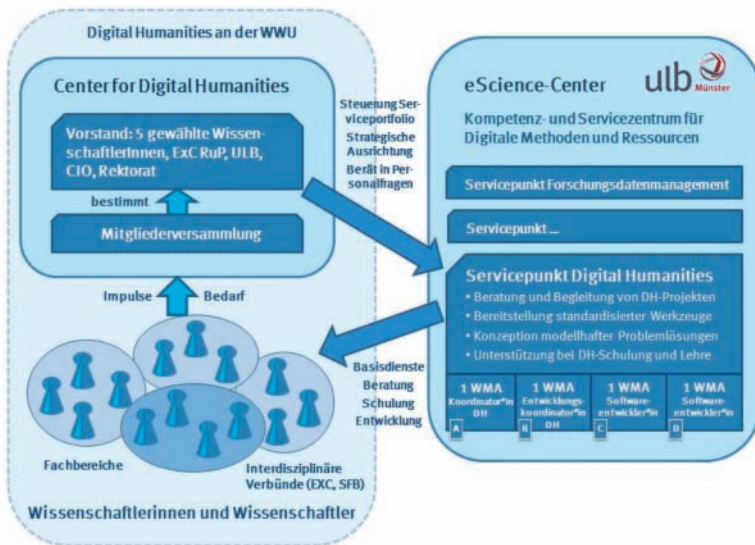 Digital Humanities an der WWU
Center for Digital Humanities
Vorstand: 5 gewählte Wissen-
schaftlerInnen, ExC RuP, ULB,
CIO, Rektorat
bestimmt
Mitgliederversammlung
Impulse
Bedarf
Fachbereiche
Interdisziplinäre
Verbünde (EXC, SFB)
Wissenschaftlerinnen und Wissenschaftler
Steuerung Ser-
viceportfolio
Strategische
Ausrichtung
Berät in Per-
sonalfragen
Basisdienste
Beratung
Schulung
Entwicklung
eScience-Center
ulb
Münster
Kompetenz- und Servicezentrum für
Digitale Methoden und Ressourcen
Servicepunkt Forschungsdatenmanagement
Servicepunkt ...
Servicepunkt Digital Humanities
• Beratung und Begleitung von DH-Projekten
• Bereitstellung standardisierter Werkzeuge
• Konzeption modellhafter Problemlösungen
• Unterstützung bei DH-Schulung und Lehre
1 WMA
Koordinator*in
DH
A
1 WMA
Entwicklungs-
koordinator*in
DH
B
1 WMA
Software-
entwickler*in
C
1 WMA
Software-
entwickler*in
D